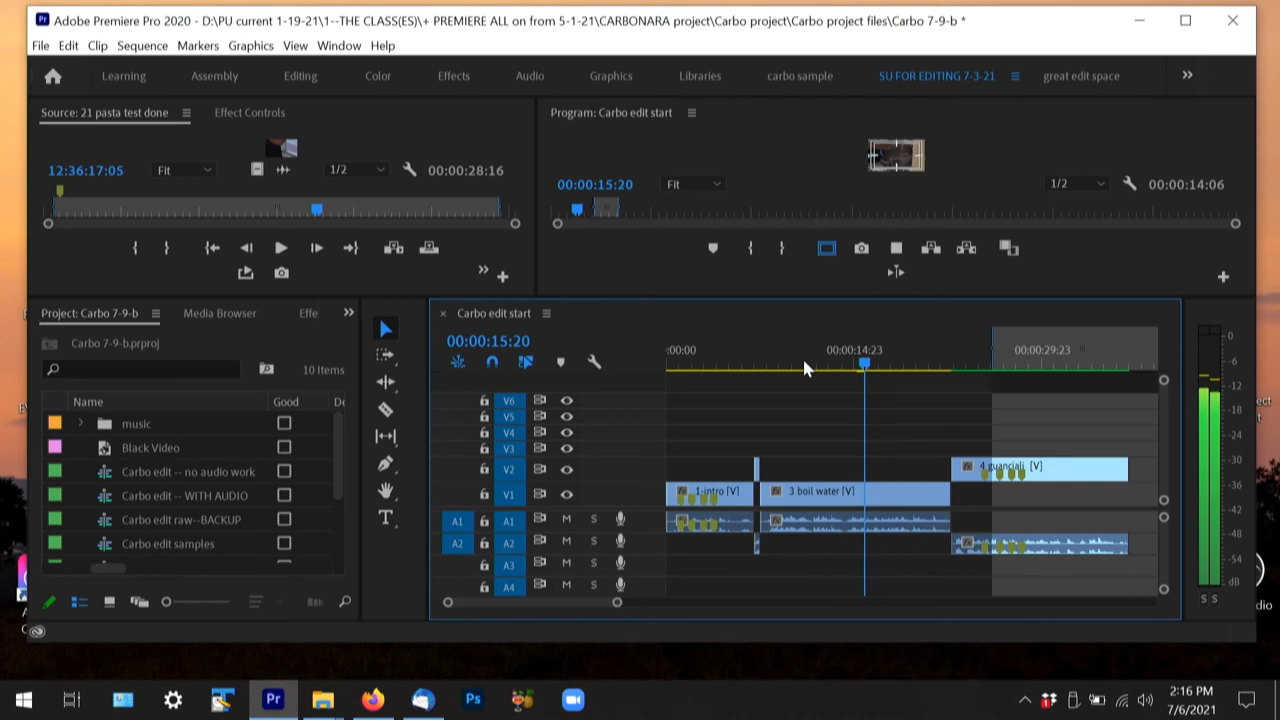 Adobe Premiere Pro 2020 - D:\PU current 1-19-21\1--THE CLASS(ES)\+ PREMIERE ALL on from 5-1-21\CARBONARA project\Carbo project\Carbo project files\Carbo 7-9-b *
File Edit Clip Sequence Markers Graphics View Window Help
Learning Assembly Editing Color Effects Audio Graphics Libraries carbo sample SU FOR EDITING 7-3-21 great edit space
Source: 21 pasta test done Effect Controls Program: Carbo edit start
12:36:17:05 Fit 1/2 00:00:28:16
00:00:15:20 Fit 1/2 00:00:14:06
Project: Carbo 7-9-b Media Browser Effe
Carbo 7-9-b.prproj
10 Items
Name Good De
music
Black Video
Carbo edit -- no audio work
Carbo edit -- WITH AUDIO
Carbo edit raw--BACKUP
Carbo edit samples
× Carbo edit start
00:00:15:20
:00:00 00:00:14:23 00:00:29:23
V6
V5
V4
V3
V2 4 guanciali [V]
V1 1-intro [V] 3 boil water [V]
A1 A1 M S
A2 A2 M S
A3 M S
A4 M S
0
-6
-12
-18
-24
-30
-36
-42
-48
-54
dB
S S
dio
Pr Ps
2:16 PM
7/6/2021